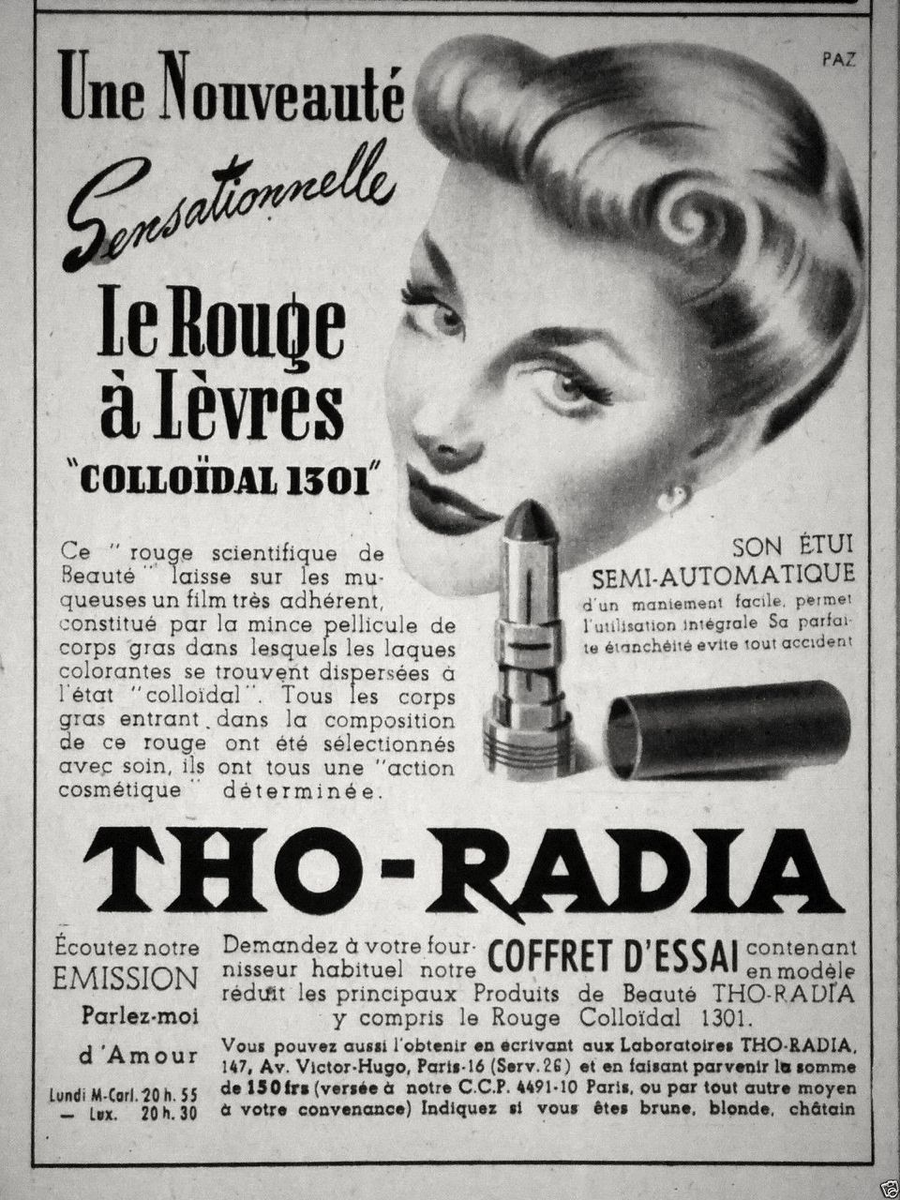 PAZ
Une Nouveauté
Sensationnelle
Le Rouge
à Lèvres
"COLLOÏDAL 1301"
Ce "rouge scientifique de
Beauté" laisse sur les mu-
queuses un film très adhérent,
constitué par la mince pellicule de
corps gras dans lesquels les laques
colorantes se trouvent dispersées à
l'état "colloïdal". Tous les corps
gras entrant dans la composition
de ce rouge ont été sélectionnés
avec soin, ils ont tous une "action
cosmétique" déterminée.
SON ÉTUI
SEMI-AUTOMATIQUE
d'un maniement facile, permet
l'utilisation intégrale Sa parfai-
te étanchéité evite tout accident
THO-RADIA
Écoutez notre
EMISSION
Parlez-moi
d'Amour
Lundi M-Carl. 20 h. 55
— Lux. 20 h. 30
Demandez à votre four-
nisseur habituel notre COFFRET D'ESSAI contenant
en modèle
réduit les principaux Produits de Beauté THO-RADIA
y compris le Rouge Colloïdal 1301.
Vous pouvez aussi l'obtenir en écrivant aux Laboratoires THO-RADIA,
147, Av. Victor-Hugo, Paris-16 (Serv. 26) et en faisant parvenir la somme
de 150 frs (versée à notre C.C.P. 4491-10 Paris, ou par tout autre moyen
à votre convenance) Indiquez si vous êtes brune, blonde, châtain